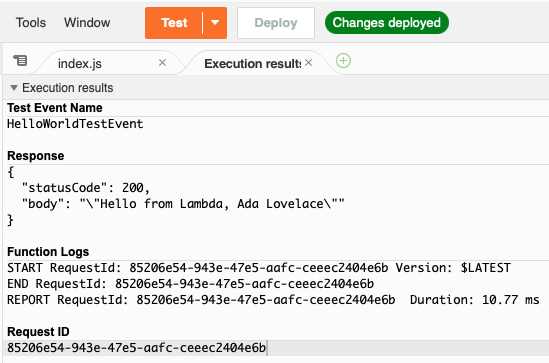 Tools Window Test Deploy Changes deployed
index.js Execution results
Execution results
Test Event Name
HelloWorldTestEvent
Response
{
"statusCode": 200,
"body": "\"Hello from Lambda, Ada Lovelace\""
}
Function Logs
START RequestId: 85206e54-943e-47e5-aafc-ceeec2404e6b Version: $LATEST
END RequestId: 85206e54-943e-47e5-aafc-ceeec2404e6b
REPORT RequestId: 85206e54-943e-47e5-aafc-ceeec2404e6b Duration: 10.77 ms
Request ID
85206e54-943e-47e5-aafc-ceeec2404e6b